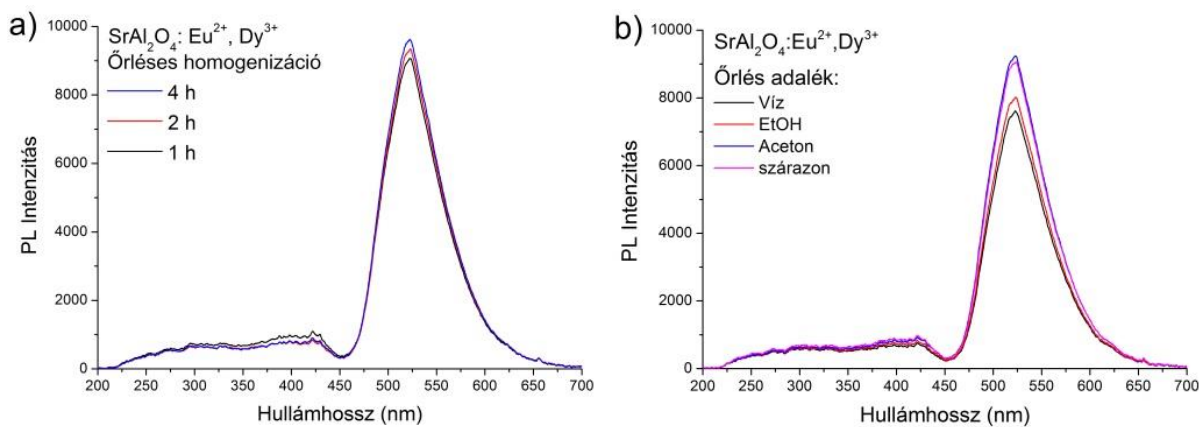 a)
SrAl₂O₄: Eu²⁺, Dy³⁺
Őrléses homogenizáció
4 h
2 h
1 h
PL Intenzitás
10000
8000
6000
4000
2000
0
200 250 300 350 400 450 500 550 600 650 700
Hullámhossz (nm)
b)
SrAl₂O₄:Eu²⁺,Dy³⁺
Őrlés adalék:
Víz
EtOH
Aceton
szárazon
PL Intenzitás
10000
8000
6000
4000
2000
0
200 250 300 350 400 450 500 550 600 650 700
Hullámhossz (nm)